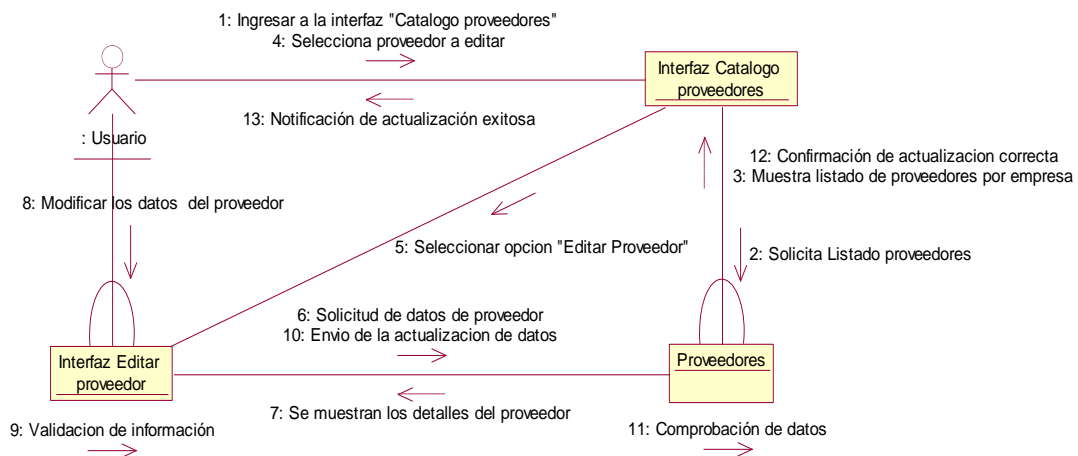 1: Ingresar a la interfaz "Catalogo proveedores"
4: Selecciona proveedor a editar
Interfaz Catalogo
proveedores
13: Notificación de actualización exitosa
: Usuario
12: Confirmación de actualizacion correcta
3: Muestra listado de proveedores por empresa
8: Modificar los datos del proveedor
5: Seleccionar opcion "Editar Proveedor"
2: Solicita Listado proveedores
6: Solicitud de datos de proveedor
10: Envio de la actualizacion de datos
Interfaz Editar
proveedor
Proveedores
7: Se muestran los detalles del proveedor
9: Validacion de información
11: Comprobación de datos